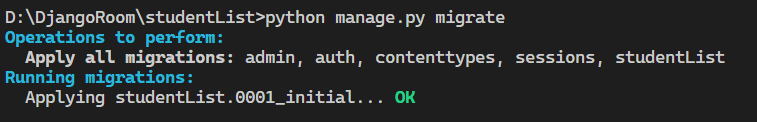 D:\DjangoRoom\studentList>python manage.py migrate
Operations to perform:
  Apply all migrations: admin, auth, contenttypes, sessions, studentList
Running migrations:
  Applying studentList.0001_initial... OK